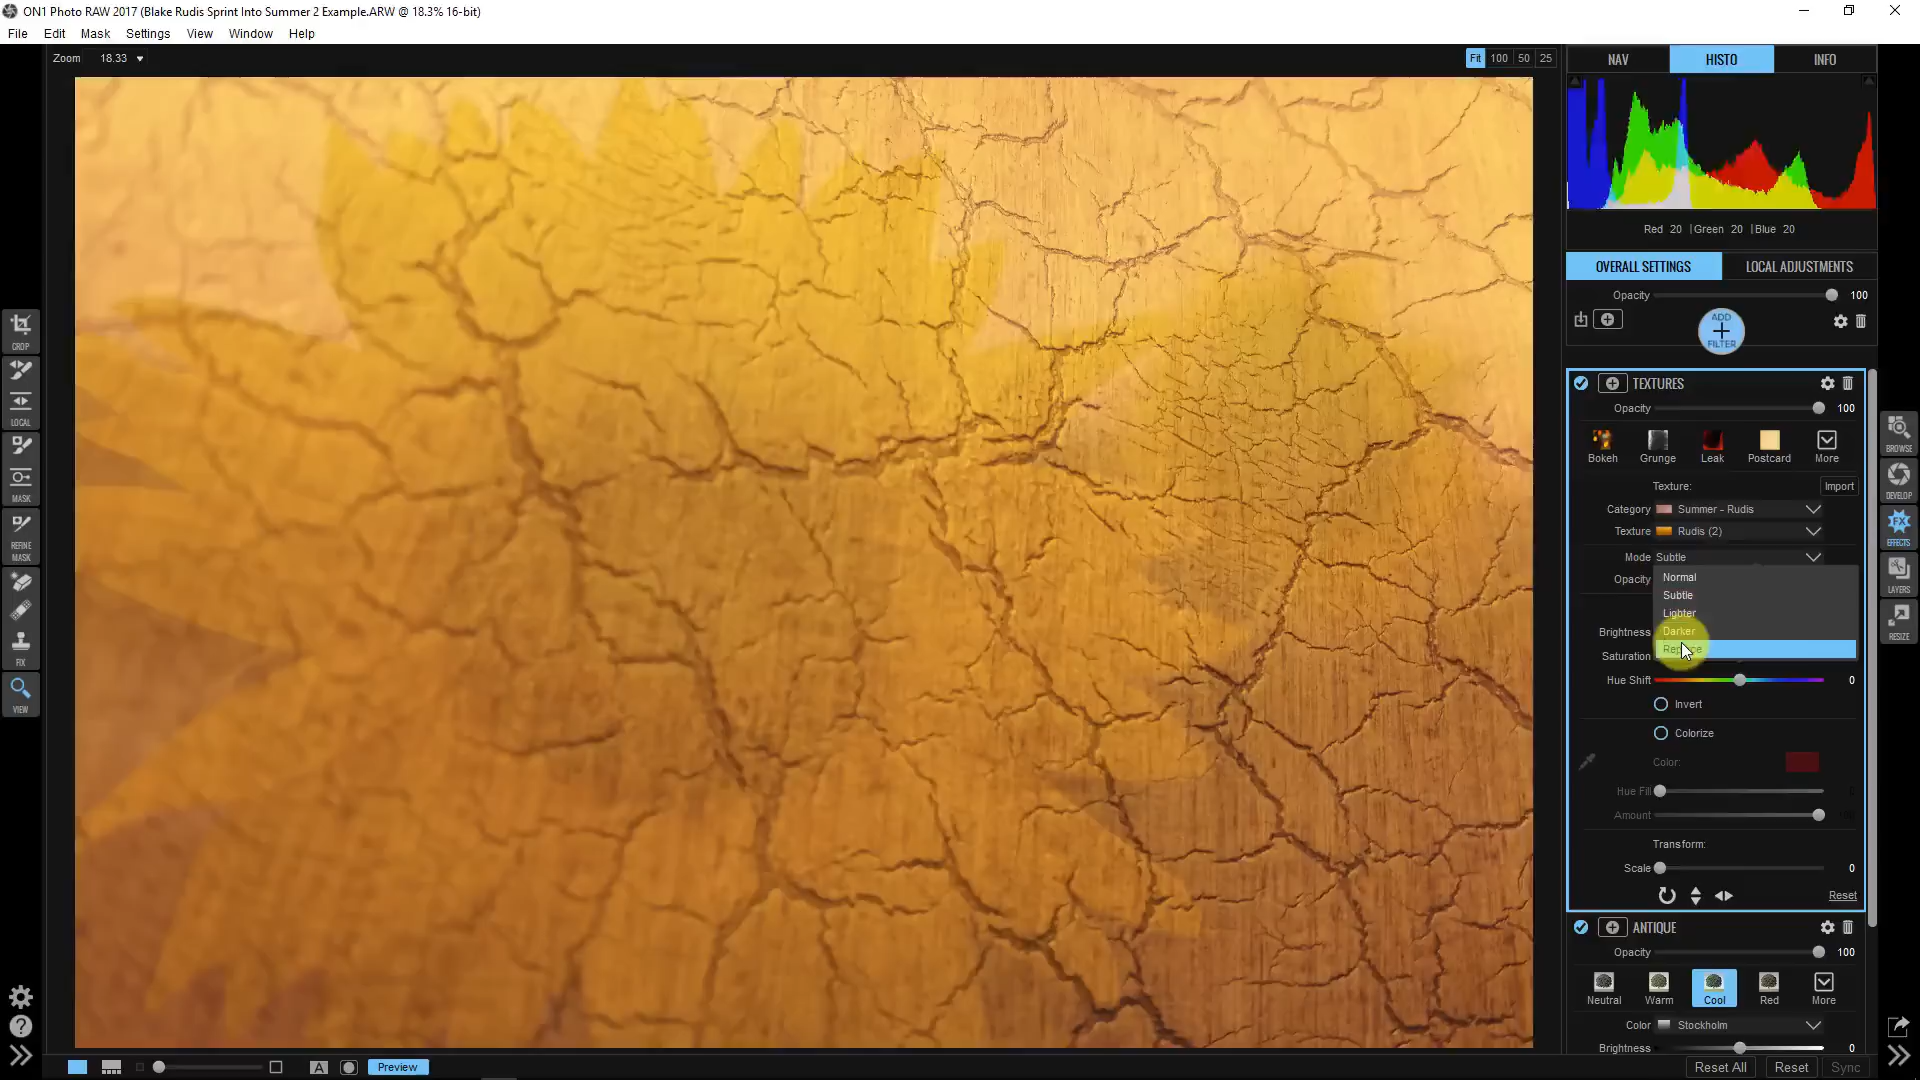 ON1 Photo RAW 2017 (Blake Rudis Sprint Into Summer 2 Example.ARW @ 18.3% 16-bit)
File Edit Mask Settings View Window Help
Zoom 18.33
Fit 100 50 25
NAV HISTO INFO
Red 20 | Green 20 | Blue 20
OVERALL SETTINGS LOCAL ADJUSTMENTS
Opacity 100
ADD
FILTER
TEXTURES
Opacity 100
Bokeh Grunge Leak Postcard More
Texture: Import
Category Summer - Rudis
Texture Rudis (2)
Mode Subtle
Normal
Opacity
Subtle
Lighter
Brightness Darker
Replace
Saturation
Hue Shift 0
Invert
Colorize
Color:
Hue Fill 0
Amount 100
Transform:
Scale 0
Reset
ANTIQUE
Opacity 100
Neutral Warm Cool Red More
Color Stockholm
Brightness 0
Reset All Reset Sync
CROP
LOCAL
MASK
REFINE
MASK
FIX
VIEW
BROWSE
DEVELOP
FX
EFFECTS
LAYERS
RESIZE
A Preview